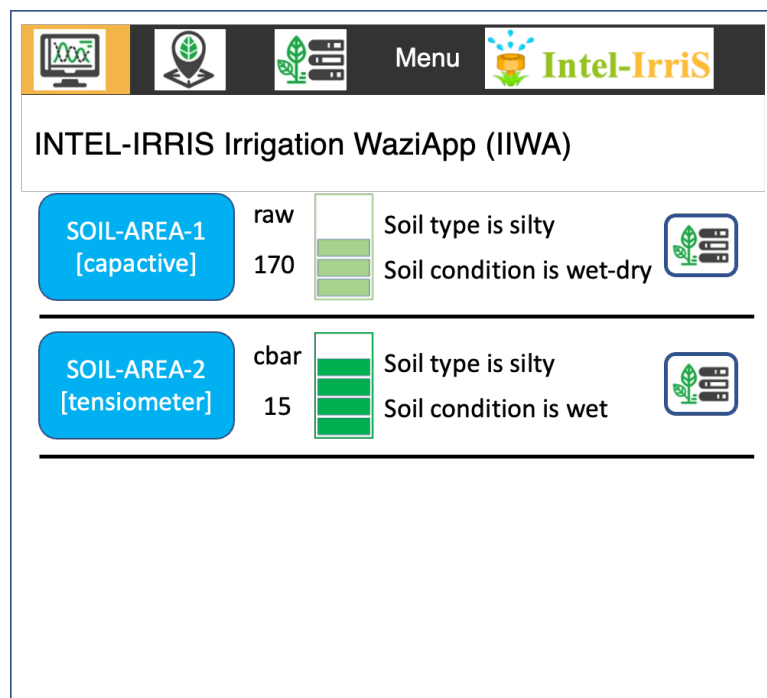 Menu
Intel-IrriS
INTEL-IRRIS Irrigation WaziApp (IIWA)
SOIL-AREA-1
[capactive]
raw
170
Soil type is silty
Soil condition is wet-dry
SOIL-AREA-2
[tensiometer]
cbar
15
Soil type is silty
Soil condition is wet